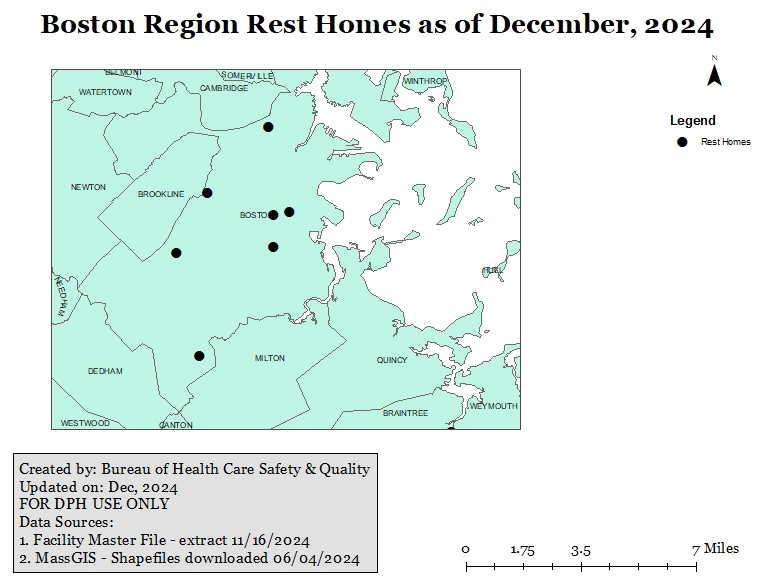 Boston Region Rest Homes as of December, 2024
N
Legend
Rest Homes
BELMONT
SOMERVILLE
WINTHROP
WATERTOWN
CAMBRIDGE
NEWTON
BROOKLINE
BOSTO
HULL
NEEDHAM
MILTON
QUINCY
DEDHAM
WEYMOUTH
BRAINTREE
WESTWOOD
CANTON
Created by: Bureau of Health Care Safety & Quality
Updated on: Dec, 2024
FOR DPH USE ONLY
Data Sources:
1. Facility Master File - extract 11/16/2024
2. MassGIS - Shapefiles downloaded 06/04/2024
0 1.75 3.5 7 Miles